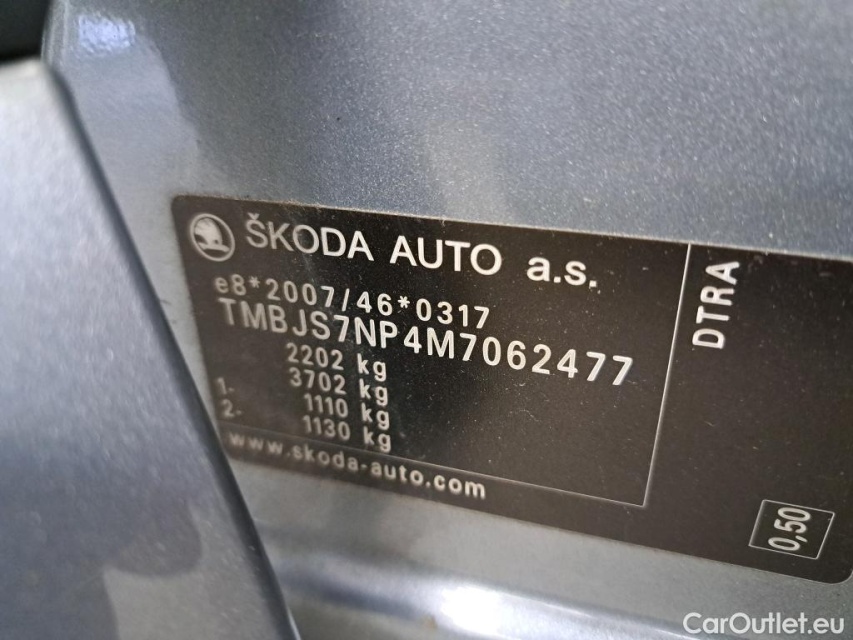 ŠKODA AUTO a.s.
e8*2007/46*0317
TMBJS7NP4M7062477
2202 kg
3702 kg
1- 1110 kg
2- 1130 kg
www.skoda-auto.com
DTRA
0,50
CarOutlet.eu